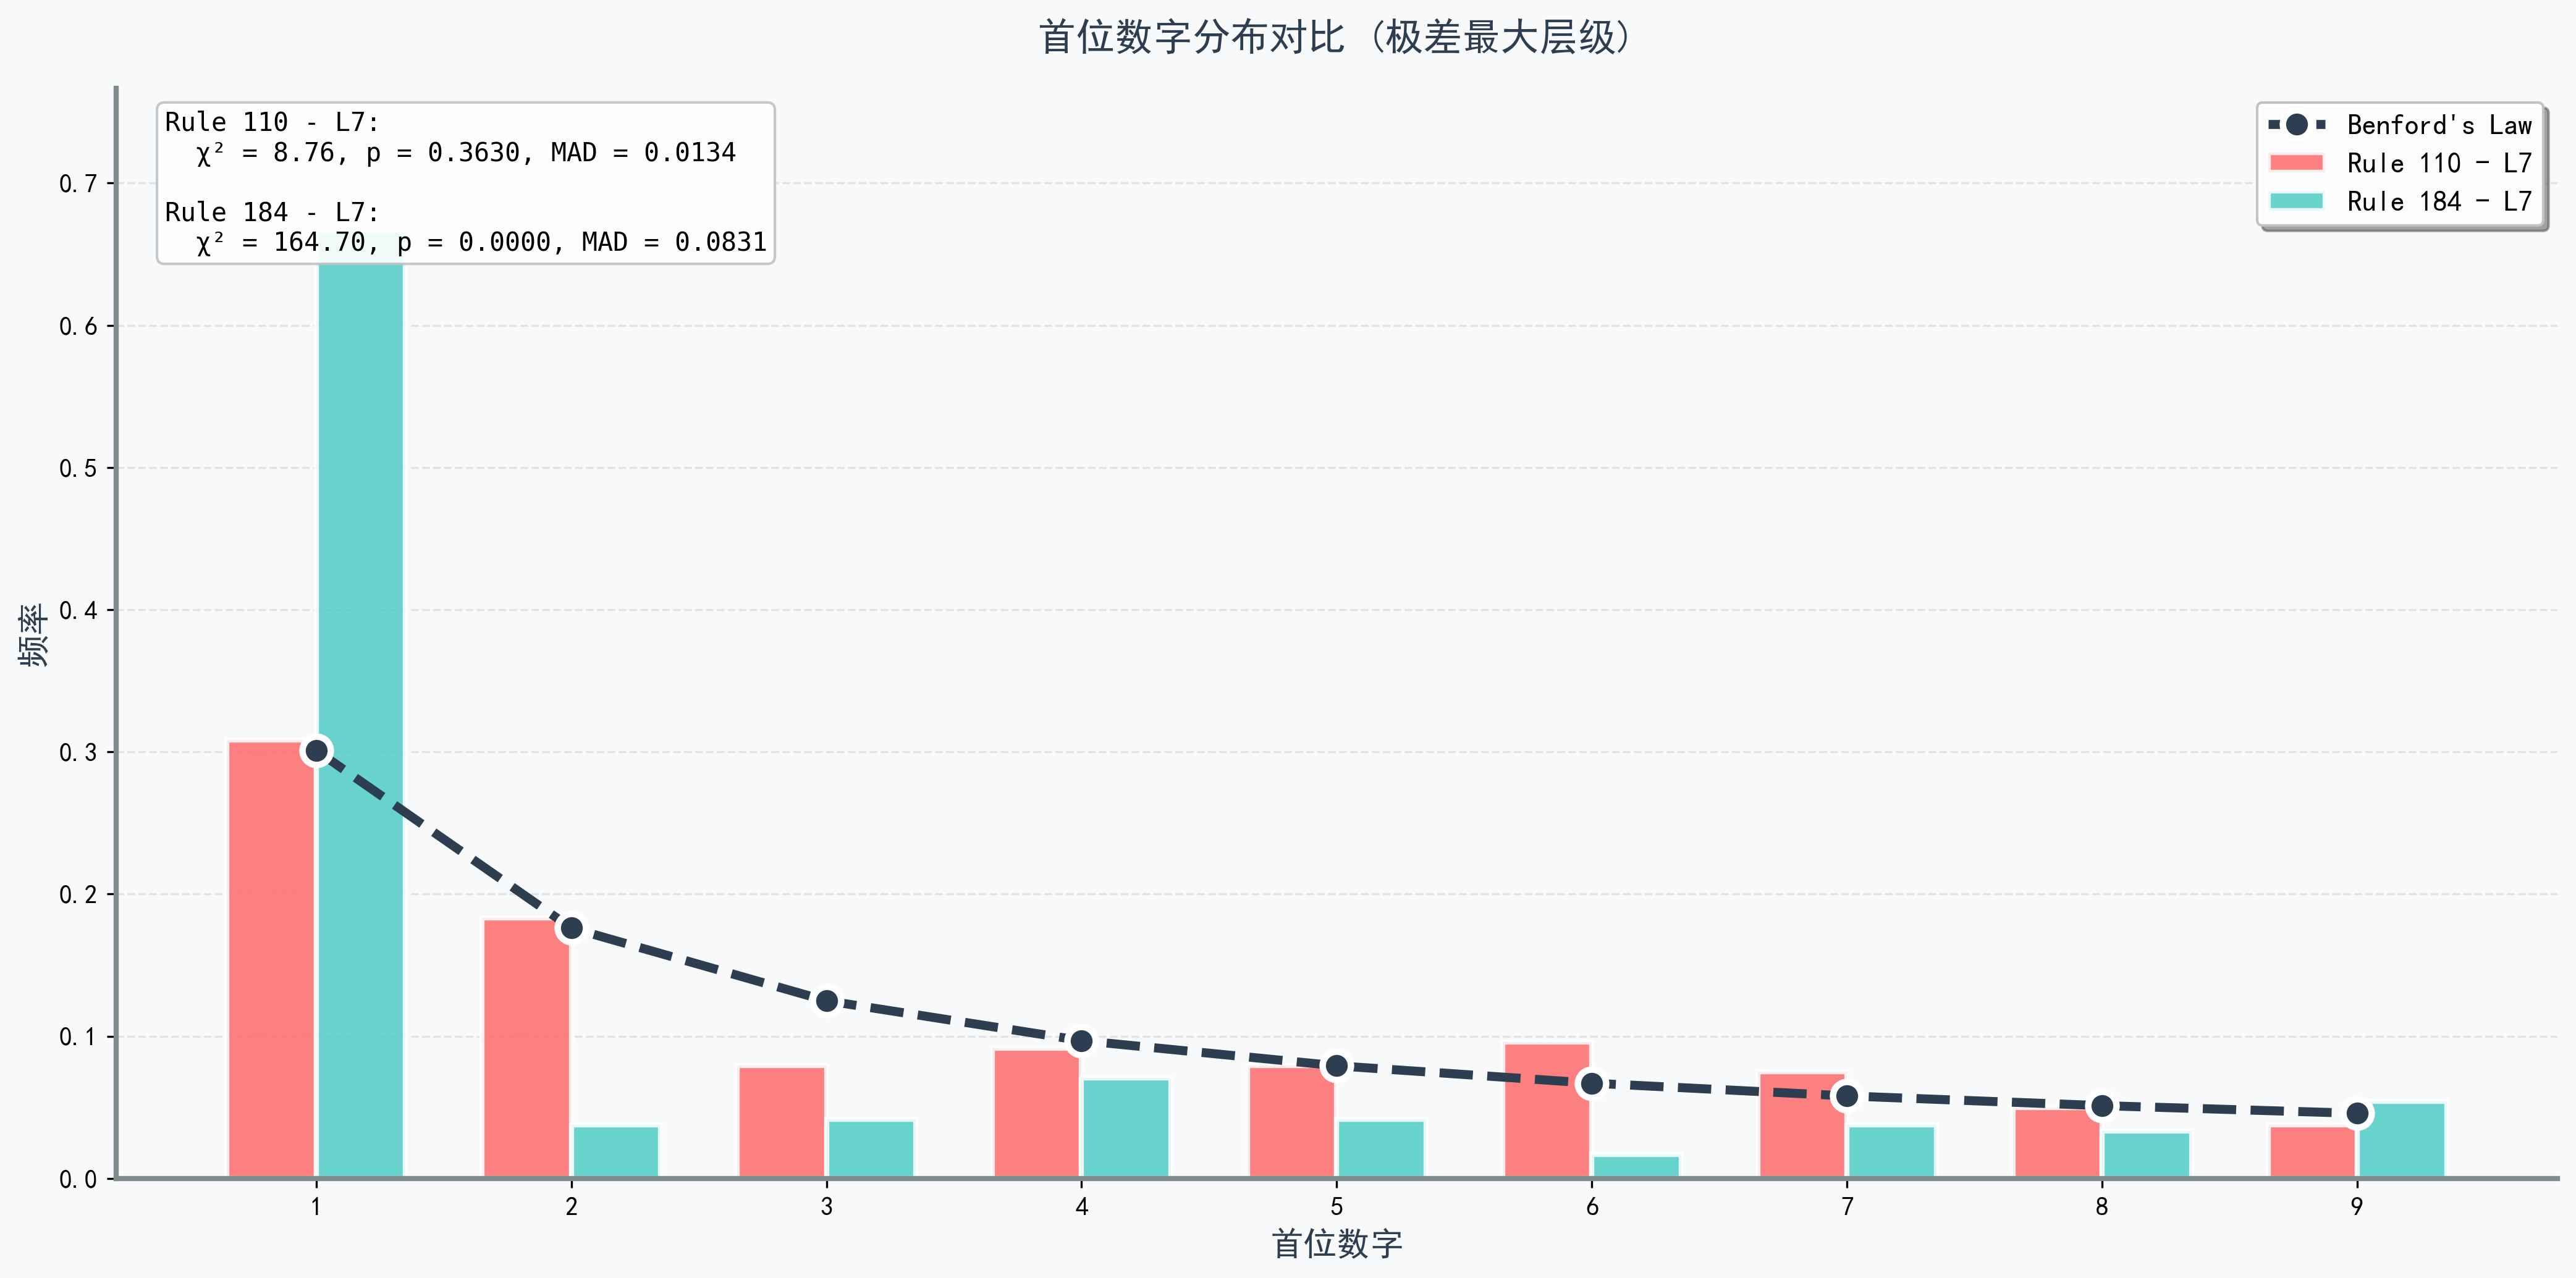 首位数字分布对比 (极差最大层级)
Rule 110 - L7:
χ² = 8.76, p = 0.3630, MAD = 0.0134
Rule 184 - L7:
χ² = 164.70, p = 0.0000, MAD = 0.0831
Benford's Law
Rule 110 - L7
Rule 184 - L7
频率
0.7
0.6
0.5
0.4
0.3
0.2
0.1
0.0
1 2 3 4 5 6 7 8 9
首位数字